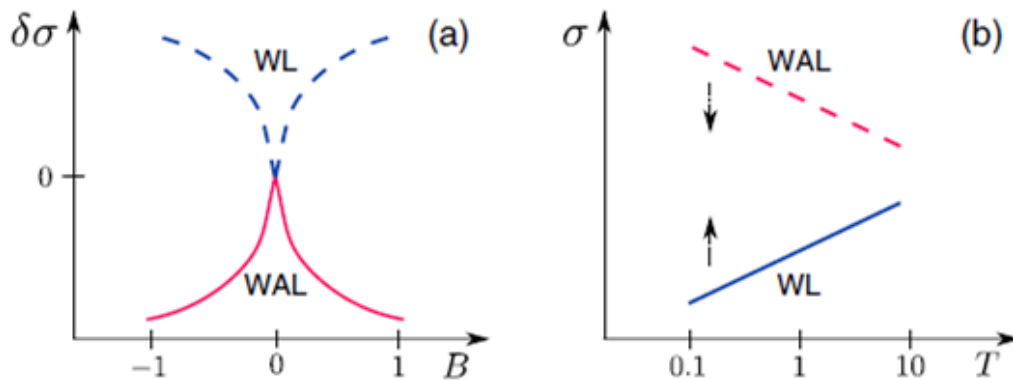 δσ (a) σ (b)
WL WAL
0
WAL WL
−1 0 1 B 0.1 1 10 T